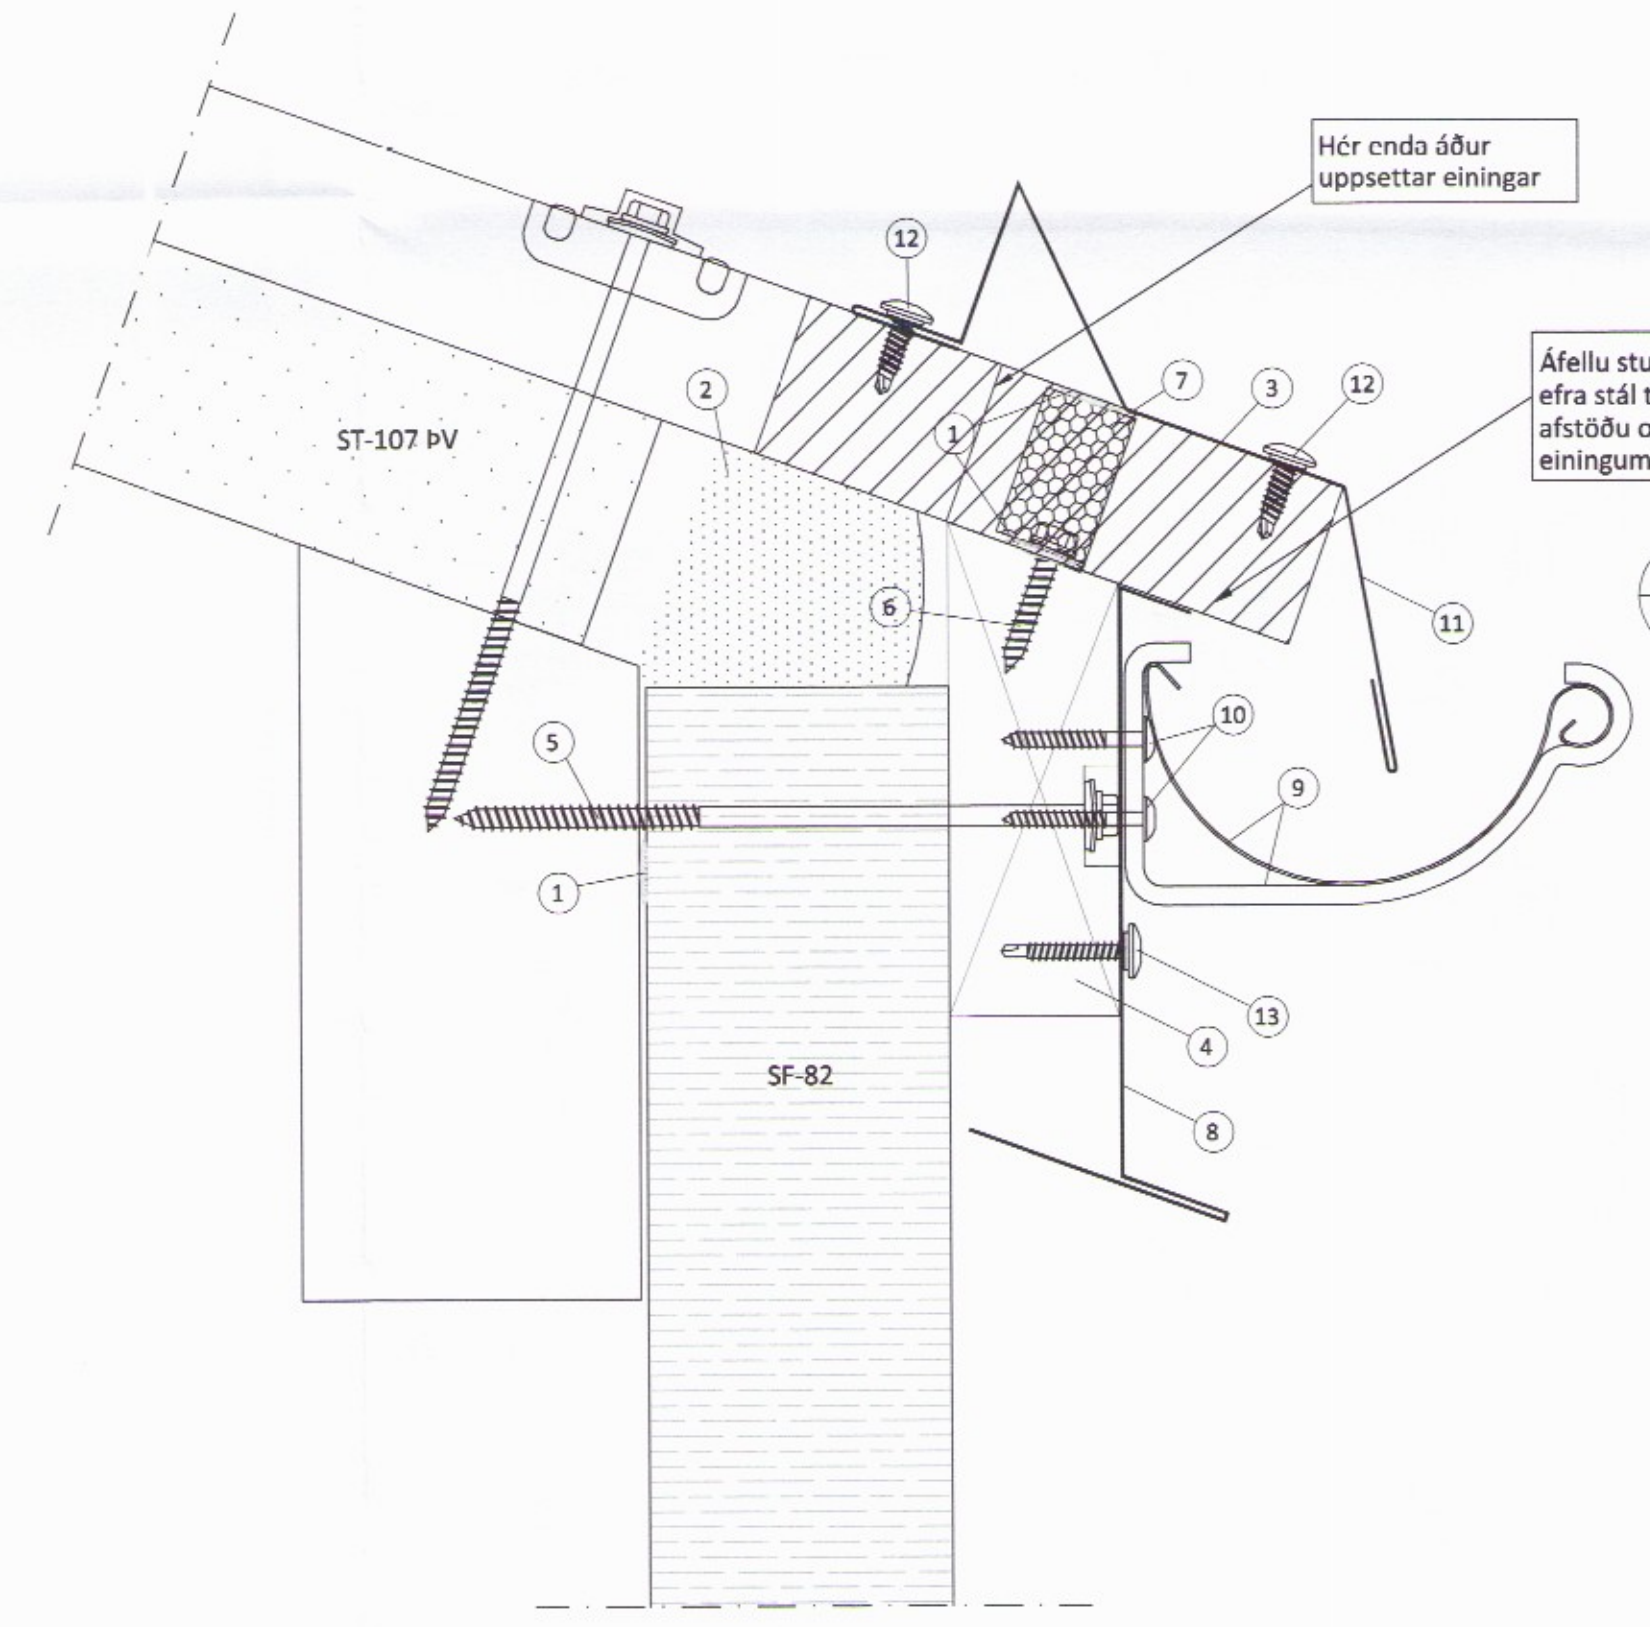 Hér enda áður
uppsettar einingar
12
Áfellu stu
efra stál t
afstöðu o
einingum
2
7
3
12
1
ST-107 ÞV
6
11
10
5
9
1
13
4
SF-82
8